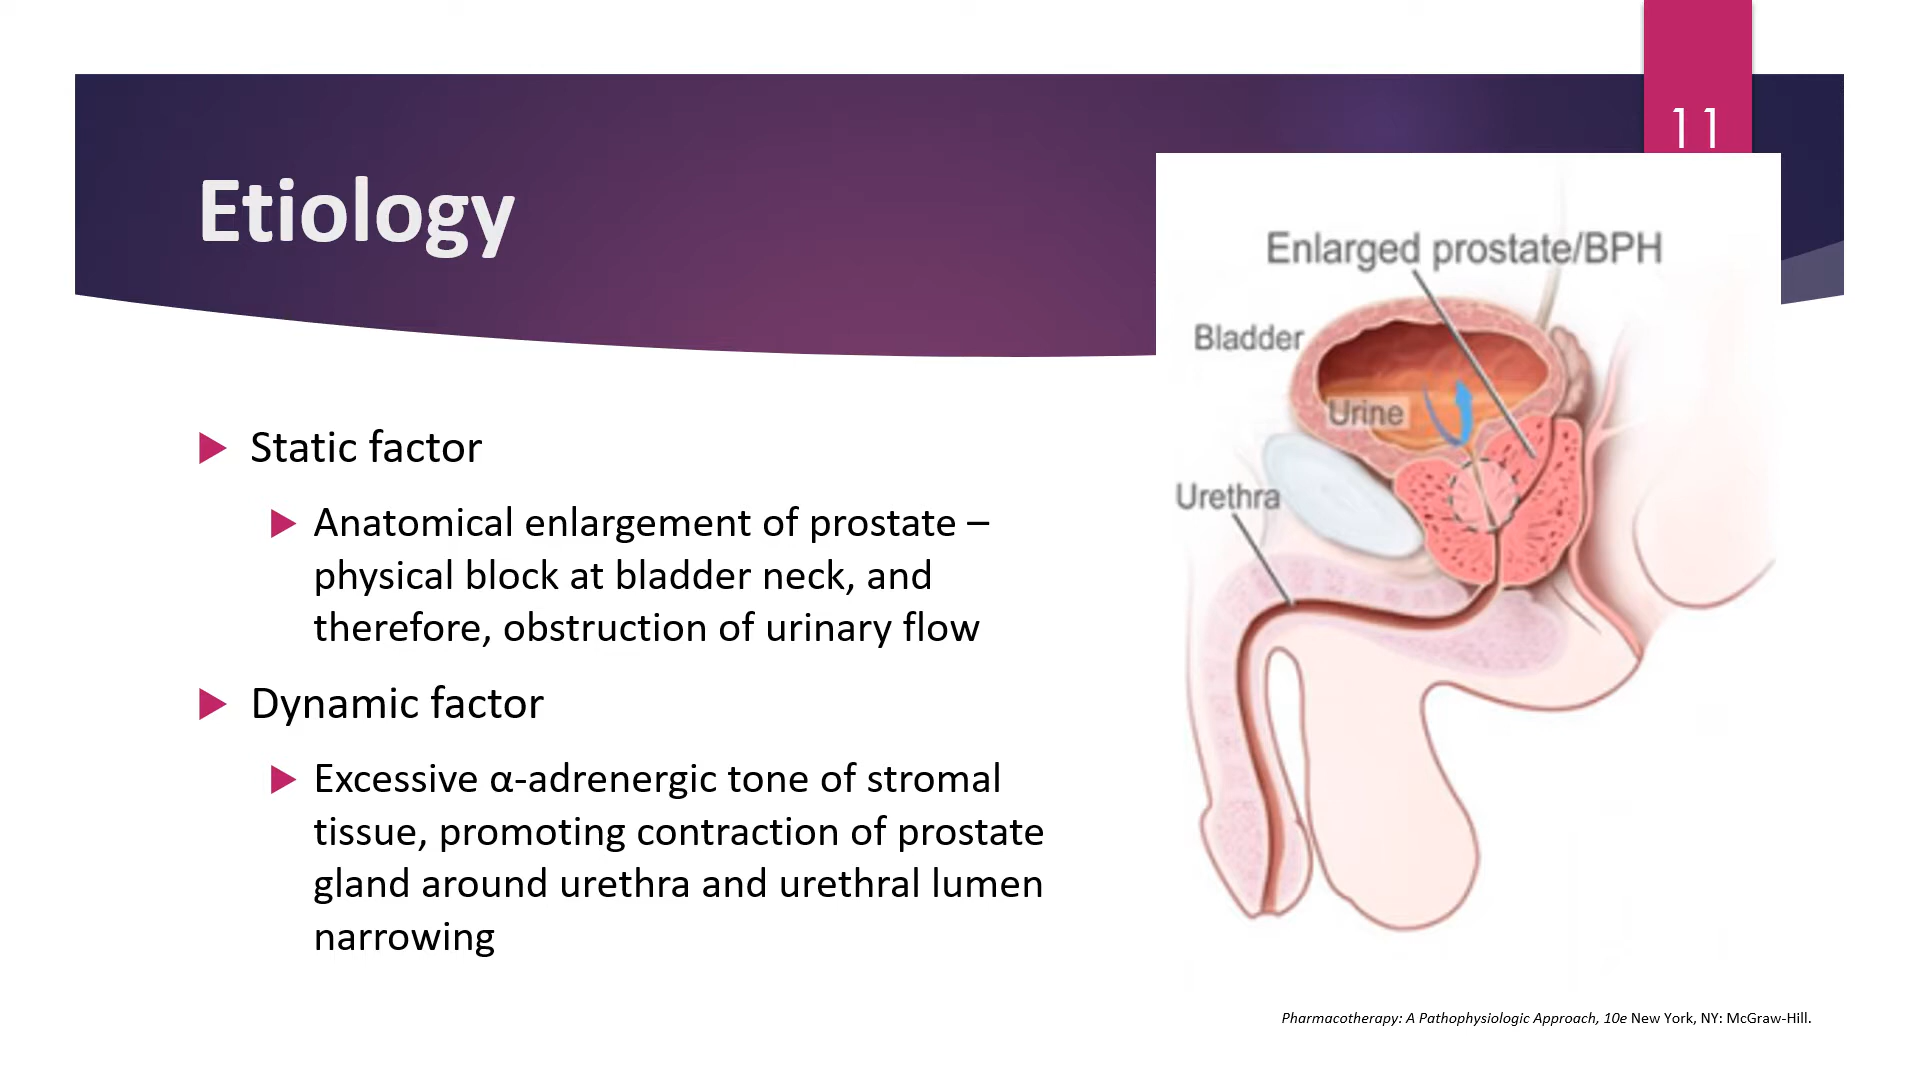 11
Etiology
Static factor
Anatomical enlargement of prostate –
physical block at bladder neck, and
therefore, obstruction of urinary flow
Dynamic factor
Excessive α-adrenergic tone of stromal
tissue, promoting contraction of prostate
gland around urethra and urethral lumen
narrowing
Enlarged prostate/BPH
Bladder
Urine
Urethra
Pharmacotherapy: A Pathophysiologic Approach, 10e New York, NY: McGraw-Hill.